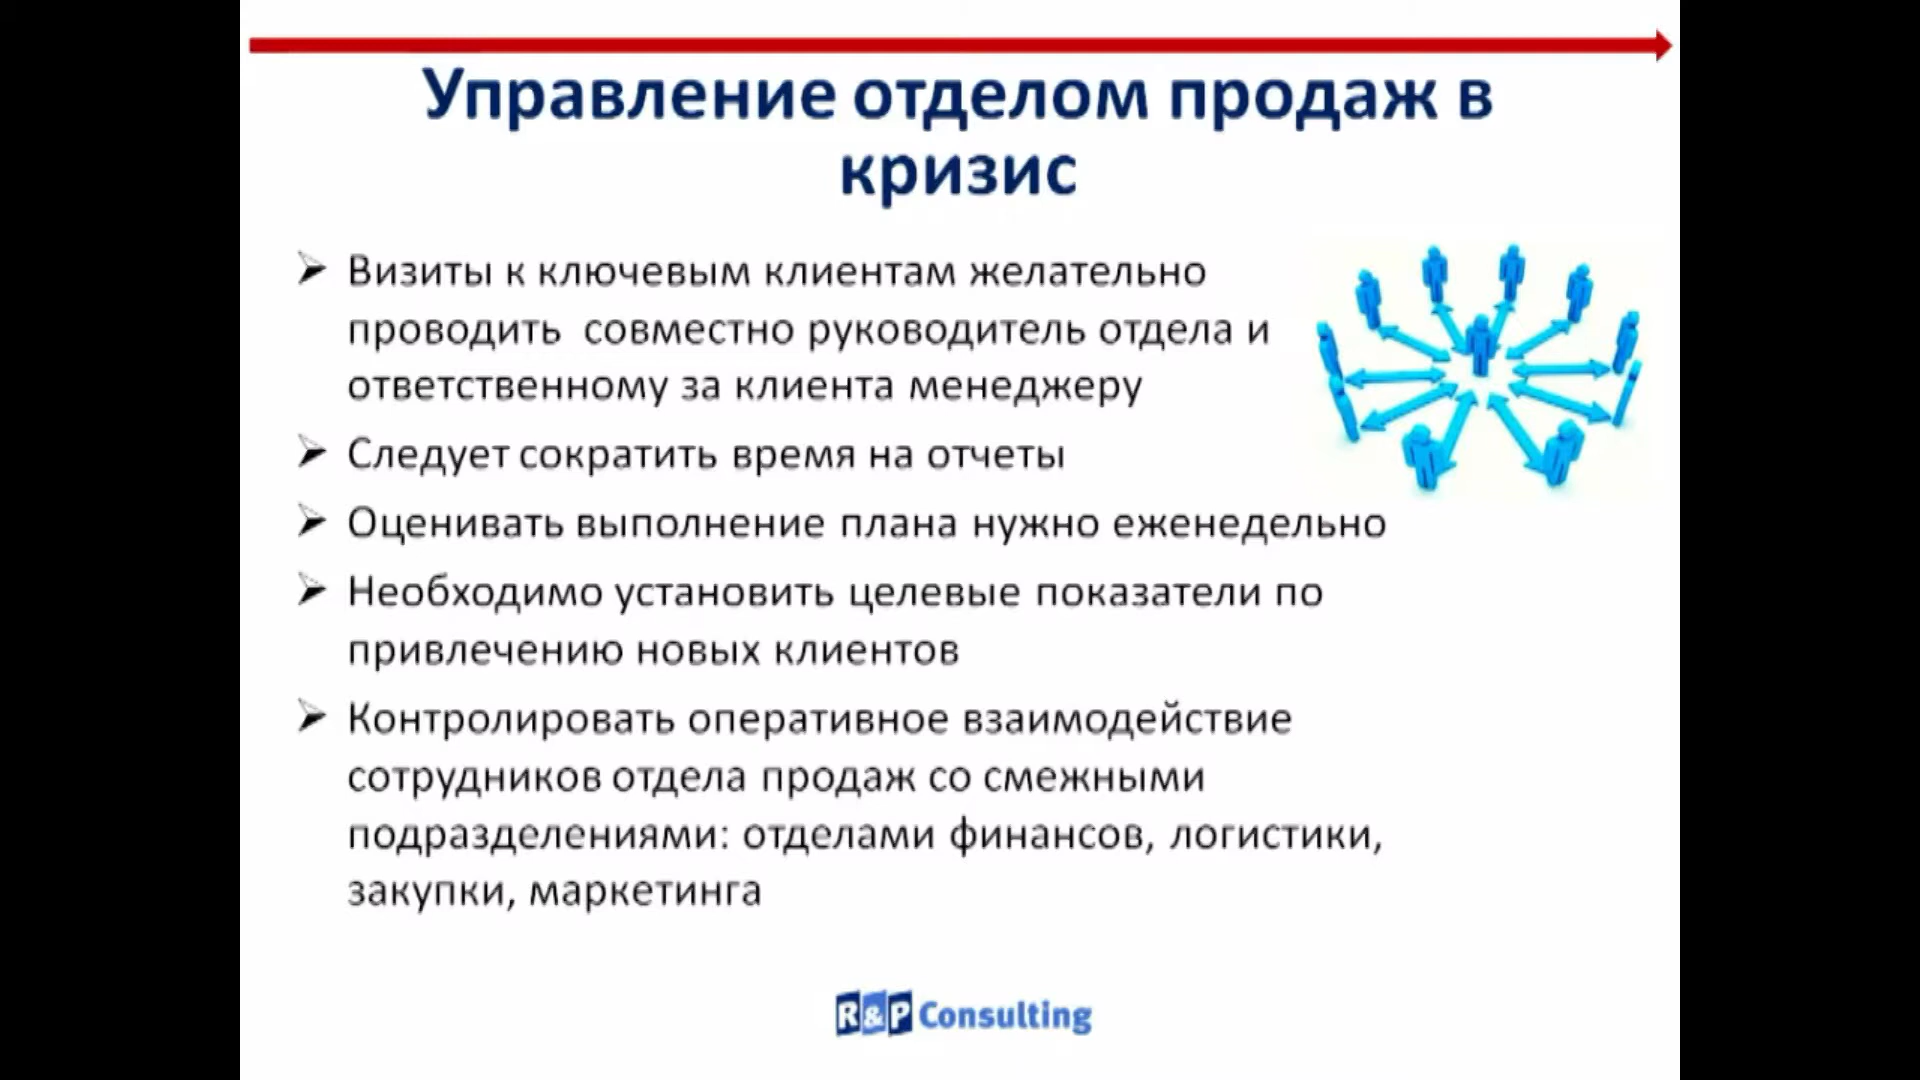 Управление отделом продаж в
кризис
Визиты к ключевым клиентам желательно
проводить совместно руководитель отдела и
ответственному за клиента менеджеру
Следует сократить время на отчеты
Оценивать выполнение плана нужно еженедельно
Необходимо установить целевые показатели по
привлечению новых клиентов
Контролировать оперативное взаимодействие
сотрудников отдела продаж со смежными
подразделениями: отделами финансов, логистики,
закупки, маркетинга
R&P Consulting